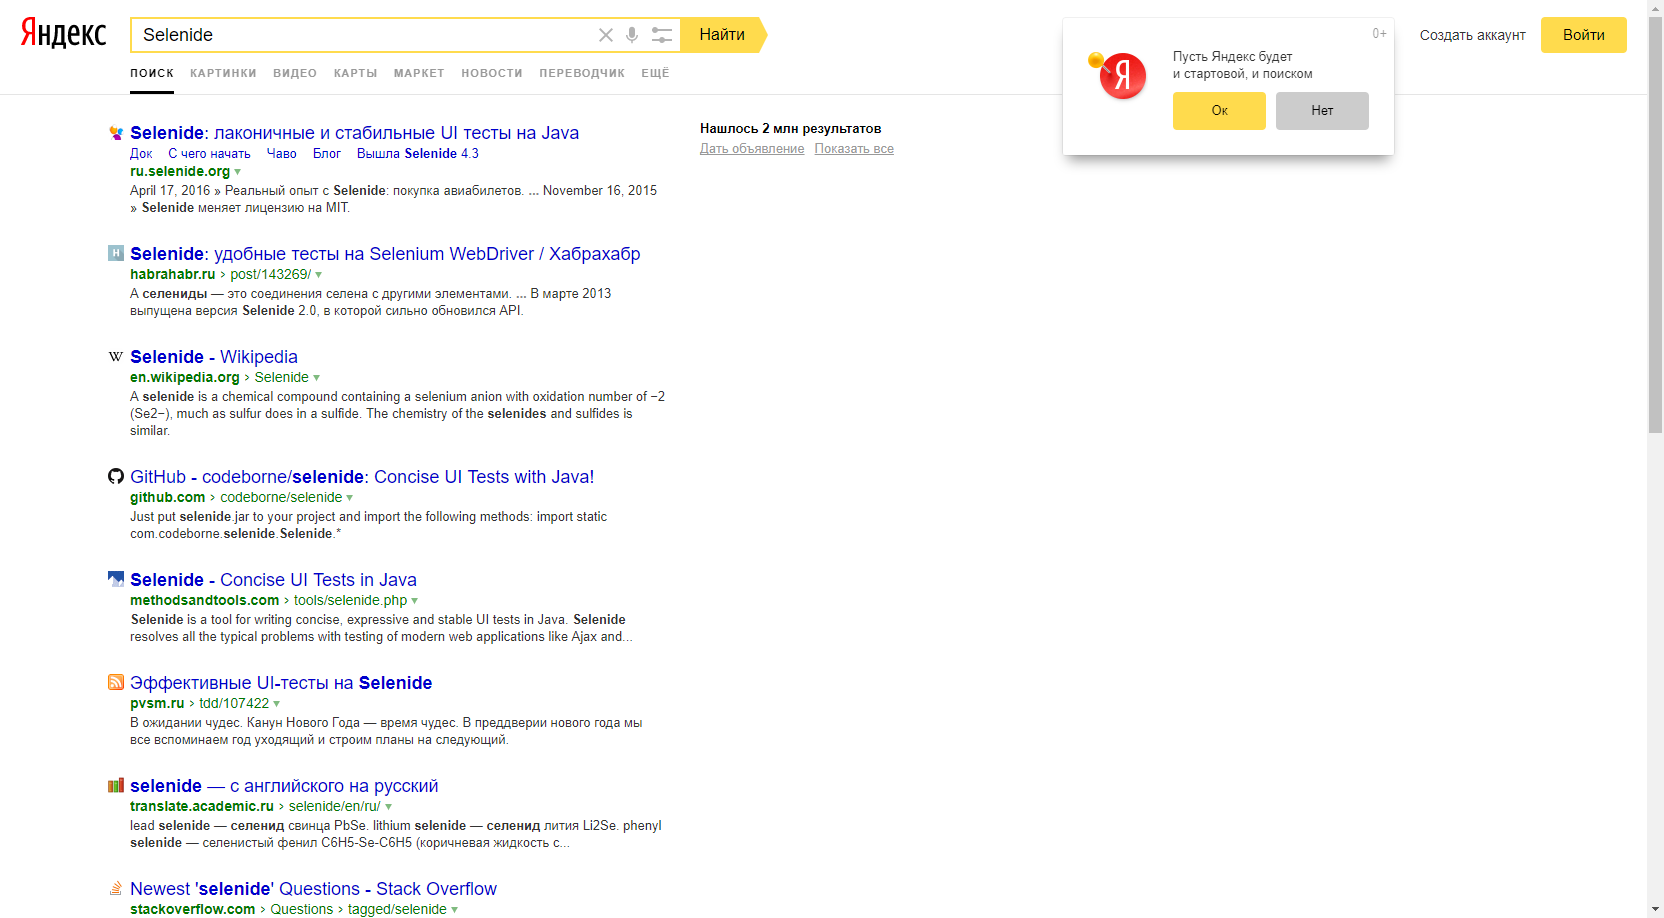 Яндекс
Selenide
Найти
ПОИСК КАРТИНКИ ВИДЕО КАРТЫ МАРКЕТ НОВОСТИ ПЕРЕВОДЧИК ЕЩЁ
0+
Пусть Яндекс будет
и стартовой, и поиском
Ок Нет
Создать аккаунт
Войти
Selenide: лаконичные и стабильные UI тесты на Java
Док С чего начать Чаво Блог Вышла Selenide 4.3
ru.selenide.org
April 17, 2016 » Реальный опыт с Selenide: покупка авиабилетов. ... November 16, 2015
» Selenide меняет лицензию на MIT.
H
Selenide: удобные тесты на Selenium WebDriver / Хабрахабр
habrahabr.ru › post/143269/
А селениды — это соединения селена с другими элементами. ... В марте 2013
выпущена версия Selenide 2.0, в которой сильно обновился API.
W
Selenide - Wikipedia
en.wikipedia.org › Selenide
A selenide is a chemical compound containing a selenium anion with oxidation number of −2
(Se2−), much as sulfur does in a sulfide. The chemistry of the selenides and sulfides is
similar.
GitHub - codeborne/selenide: Concise UI Tests with Java!
github.com › codeborne/selenide
Just put selenide.jar to your project and import the following methods: import static
com.codeborne.selenide.Selenide.*
Selenide - Concise UI Tests in Java
methodsandtools.com › tools/selenide.php
Selenide is a tool for writing concise, expressive and stable UI tests in Java. Selenide
resolves all the typical problems with testing of modern web applications like Ajax and...
Эффективные UI-тесты на Selenide
pvsm.ru › tdd/107422
В ожидании чудес. Канун Нового Года — время чудес. В преддверии нового года мы
все вспоминаем год уходящий и строим планы на следующий.
selenide — с английского на русский
translate.academic.ru › selenide/en/ru/
lead selenide — селенид свинца PbSe. lithium selenide — селенид лития Li2Se. phenyl
selenide — селенистый фенил C6H5-Se-C6H5 (коричневая жидкость с...
Newest 'selenide' Questions - Stack Overflow
stackoverflow.com › Questions › tagged/selenide
Нашлось 2 млн результатов
Дать объявление Показать все